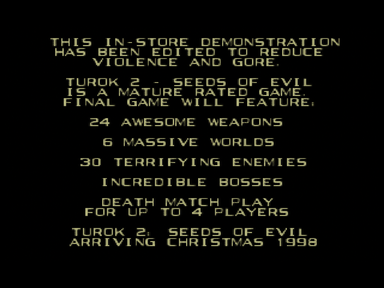 THIS IN-STORE DEMONSTRATION
HAS BEEN EDITED TO REDUCE
VIOLENCE AND GORE.
TUROK 2 - SEEDS OF EVIL
IS A MATURE RATED GAME.
FINAL GAME WILL FEATURE:
24 AWESOME WEAPONS
6 MASSIVE WORLDS
30 TERRIFYING ENEMIES
INCREDIBLE BOSSES
DEATH MATCH PLAY
FOR UP TO 4 PLAYERS
TUROK 2: SEEDS OF EVIL
ARRIVING CHRISTMAS 1998